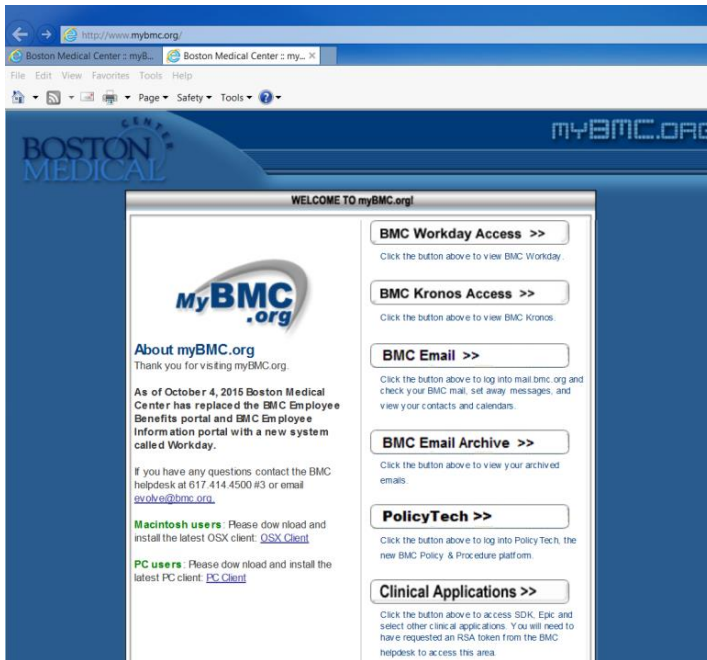 http://www.mybmc.org/
Boston Medical Center :: myB...
Boston Medical Center :: my... ×
File Edit View Favorites Tools Help
Page Safety Tools
BOSTON
CENTER
MEDICAL
myBMC.ORG
WELCOME TO myBMC.org!
MyBMC
.org
About myBMC.org
Thank you for visiting myBMC.org.
As of October 4, 2015 Boston Medical
Center has replaced the BMC Employee
Benefits portal and BMC Employee
Information portal with a new system
called Workday.
If you have any questions contact the BMC
helpdesk at 617.414.4500 #3 or email
evolve@bmc.org.
Macintosh users: Please dow nload and
install the latest OSX client: OSX Client
PC users: Please dow nload and install the
latest PC client: PC Client
BMC Workday Access >>
Click the button above to view BMC Workday.
BMC Kronos Access >>
Click the button above to view BMC Kronos.
BMC Email >>
Click the button above to log into mail.bmc.org and
check your BMC mail, set away messages, and
view your contacts and calendars.
BMC Email Archive >>
Click the button above to view your archived
emails.
PolicyTech >>
Click the button above to log into PolicyTech, the
new BMC Policy & Procedure platform.
Clinical Applications >>
Click the button above to access SDK, Epic and
select other clinical applications. You will need to
have requested an RSA token from the BMC
helpdesk to access this area.